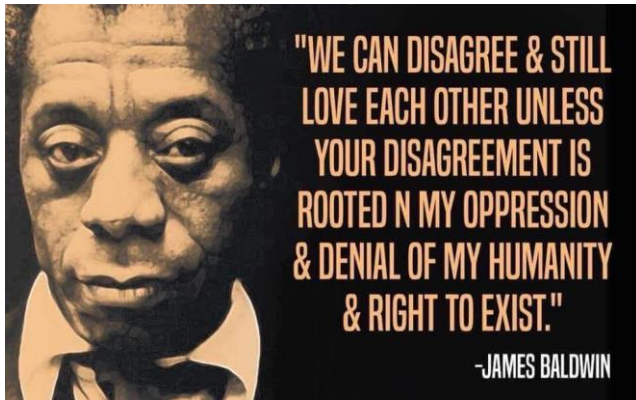 "WE CAN DISAGREE & STILL
LOVE EACH OTHER UNLESS
YOUR DISAGREEMENT IS
ROOTED N MY OPPRESSION
& DENIAL OF MY HUMANITY
& RIGHT TO EXIST."
-JAMES BALDWIN